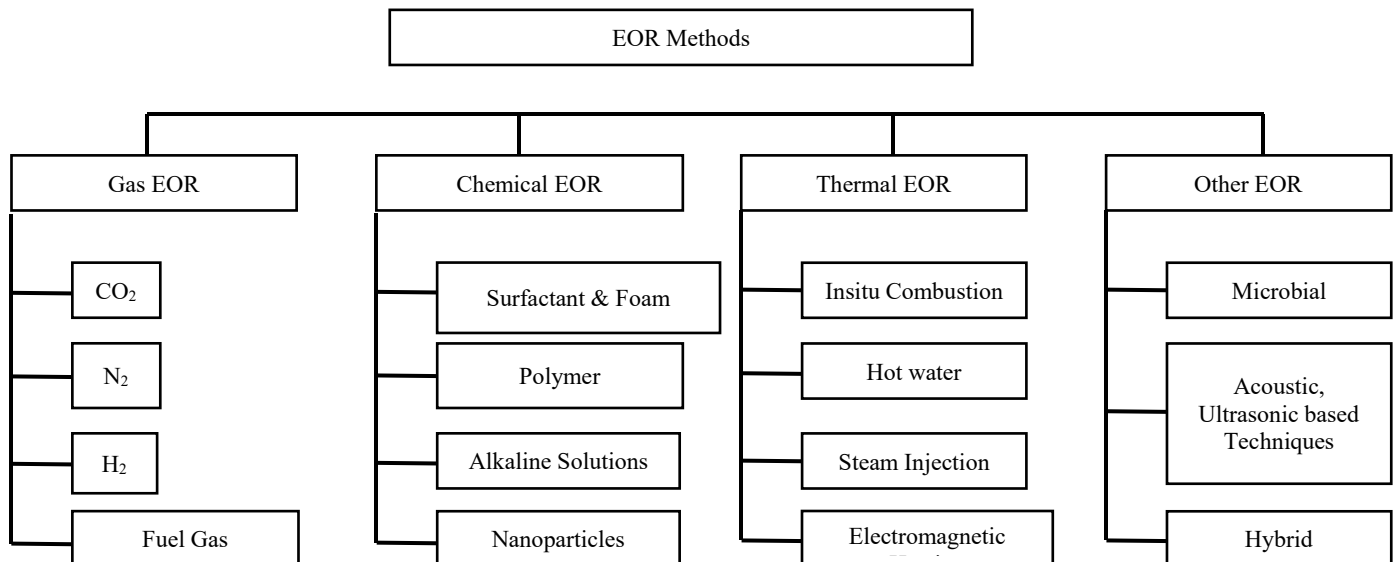 EOR Methods
Gas EOR
CO₂
N₂
H₂
Fuel Gas
Chemical EOR
Surfactant & Foam
Polymer
Alkaline Solutions
Nanoparticles
Thermal EOR
Insitu Combustion
Hot water
Steam Injection
Electromagnetic
Other EOR
Microbial
Acoustic,
Ultrasonic based
Techniques
Hybrid